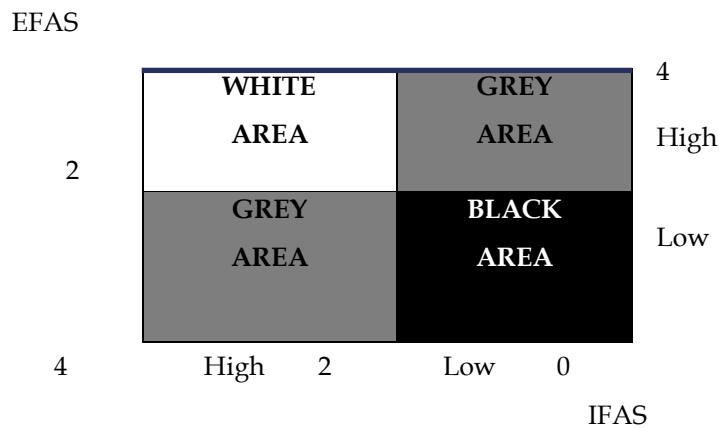 EFAS
4
WHITE GREY
AREA AREA
High
2
GREY BLACK
AREA AREA
Low
4 High 2 Low 0
IFAS